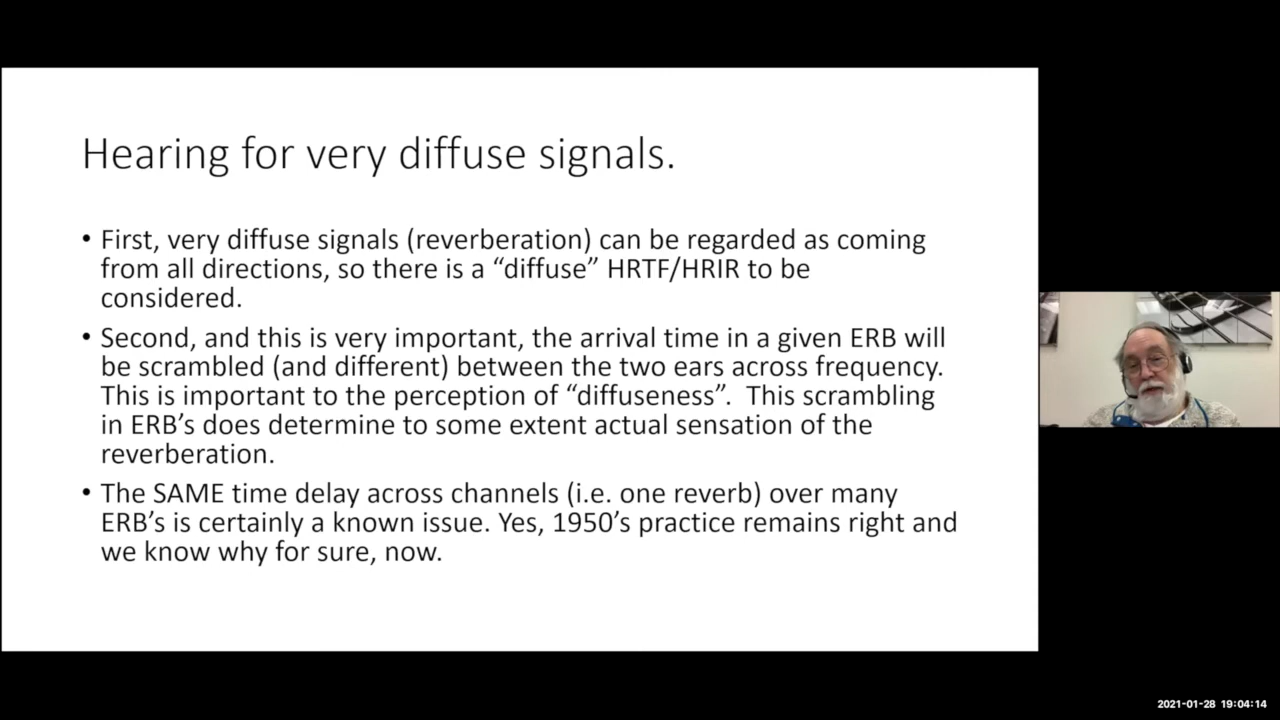 Hearing for very diffuse signals.
• First, very diffuse signals (reverberation) can be regarded as coming
from all directions, so there is a “diffuse” HRTF/HRIR to be
considered.
• Second, and this is very important, the arrival time in a given ERB will
be scrambled (and different) between the two ears across frequency.
This is important to the perception of “diffuseness”.  This scrambling
in ERB’s does determine to some extent actual sensation of the
reverberation.
• The SAME time delay across channels (i.e. one reverb) over many
ERB’s is certainly a known issue. Yes, 1950’s practice remains right and
we know why for sure, now.
2021-01-28 19:04:14